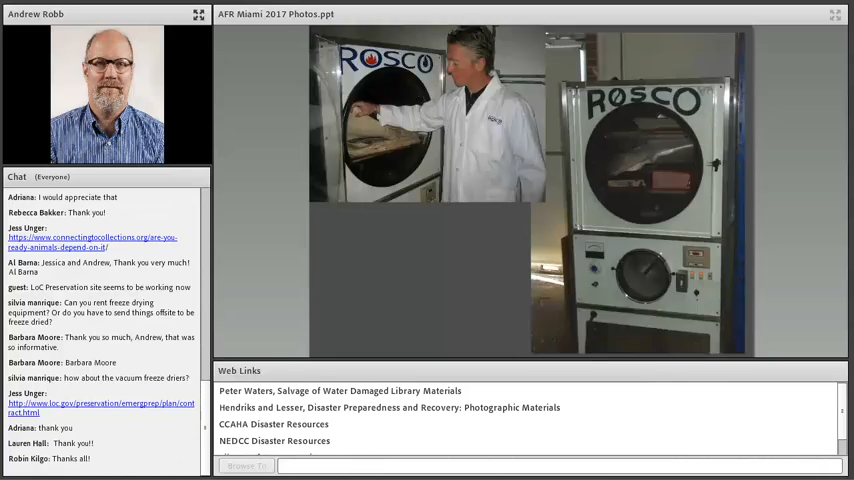 Andrew Robb
AFR Miami 2017 Photos.ppt
ROSCO
ROSCO
Chat (Everyone)
Adriana: I would appreciate that
Rebecca Bakker: Thank you!
Jess Unger:
https://www.connectingtocollections.org/are-you-
ready-animals-depend-on-it/
Al Barna: Jessica and Andrew, Thank you very much!
Al Barna
guest: LoC Preservation site seems to be working now
silvia manrique: Can you rent freeze drying
equipment? Or do you have to send things offsite to be
freeze dried?
Barbara Moore: Thank you so much, Andrew, that was
so informative.
Barbara Moore: Barbara Moore
silvia manrique: how about the vacuum freeze driers?
Jess Unger:
http://www.loc.gov/preservation/emergprep/plan/cont
ract.html
Adriana: thank you
Lauren Hall: Thank you!!
Robin Kilgo: Thanks all!
Web Links
Peter Waters, Salvage of Water Damaged Library Materials
Hendriks and Lesser, Disaster Preparedness and Recovery: Photographic Materials
CCAHA Disaster Resources
NEDCC Disaster Resources
Browse To